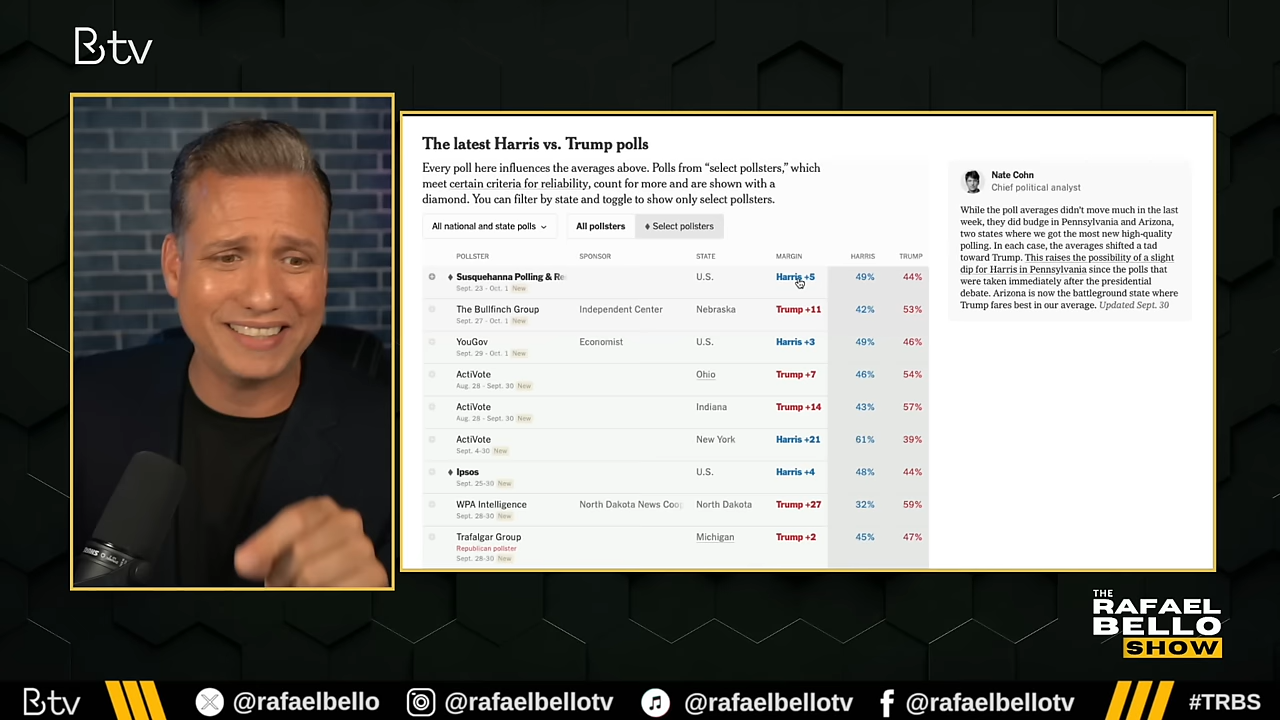 Btv
The latest Harris vs. Trump polls
Every poll here influences the averages above. Polls from “select pollsters,” which
meet certain criteria for reliability, count for more and are shown with a
diamond. You can filter by state and toggle to show only select pollsters.
All national and state polls
All pollsters
Select pollsters
POLLSTER SPONSOR STATE MARGIN HARRIS TRUMP
Susquehanna Polling & Re U.S. Harris +5 49% 44%
Sept. 23 - Oct. 1 New
The Bullfinch Group Independent Center Nebraska Trump +11 42% 53%
Sept. 27 - Oct. 1 New
YouGov Economist U.S. Harris +3 49% 46%
Sept. 29 - Oct. 1 New
ActiVote Ohio Trump +7 46% 54%
Aug. 28 - Sept. 30 New
ActiVote Indiana Trump +14 43% 57%
Aug. 28 - Sept. 30 New
ActiVote New York Harris +21 61% 39%
Sept. 4-30 New
Ipsos U.S. Harris +4 48% 44%
Sept. 25-30 New
WPA Intelligence North Dakota News Coop North Dakota Trump +27 32% 59%
Sept. 28-30 New
Trafalgar Group Michigan Trump +2 45% 47%
Republican pollster
Sept. 28-30 New
Nate Cohn
Chief political analyst
While the poll averages didn’t move much in the last
week, they did budge in Pennsylvania and Arizona,
two states where we got the most new high-quality
polling. In each case, the averages shifted a tad
toward Trump. This raises the possibility of a slight
dip for Harris in Pennsylvania since the polls that
were taken immediately after the presidential
debate. Arizona is now the battleground state where
Trump fares best in our average. Updated Sept. 30
THE
RAFAEL
BELLO
SHOW
Btv @rafaelbello @rafaelbellotv @rafaelbellotv @rafaelbellotv #TRBS